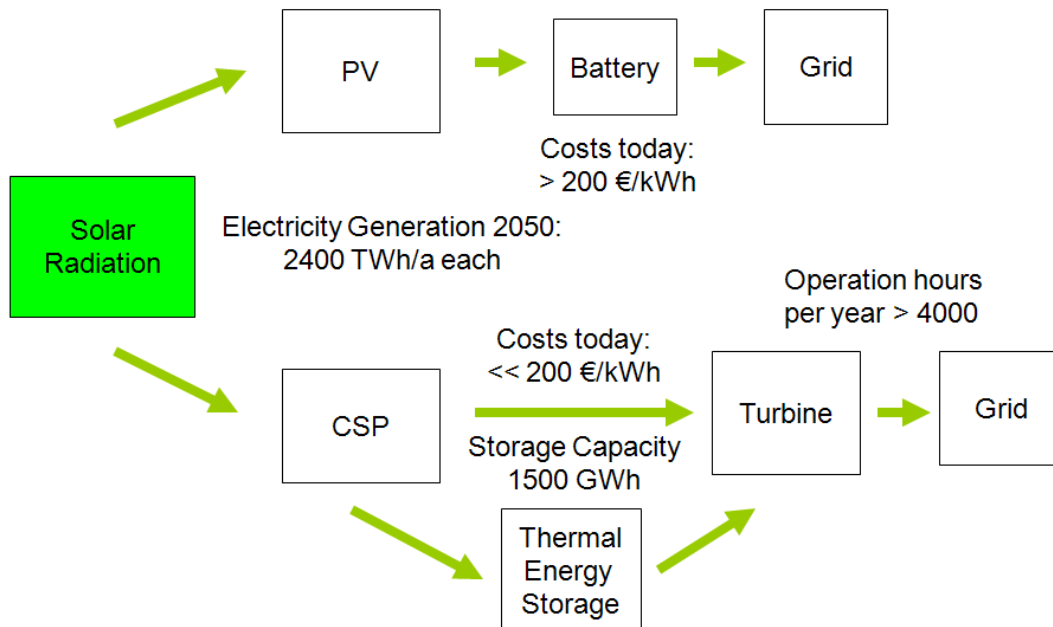 PV
Battery
Grid
Costs today:
> 200 €/kWh
Solar
Radiation
Electricity Generation 2050:
2400 TWh/a each
Operation hours
per year > 4000
Costs today:
<< 200 €/kWh
CSP
Storage Capacity
1500 GWh
Turbine
Grid
Thermal
Energy
Storage